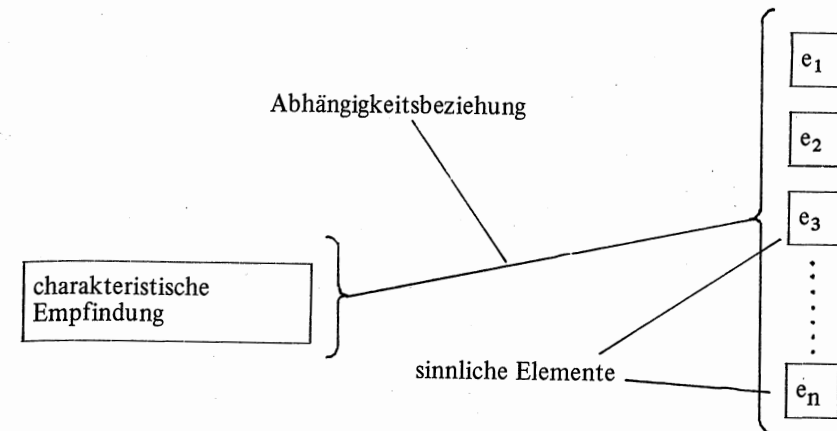 e1
Abhängigkeitsbeziehung
e2
e3
charakteristische
Empfindung
sinnliche Elemente
en